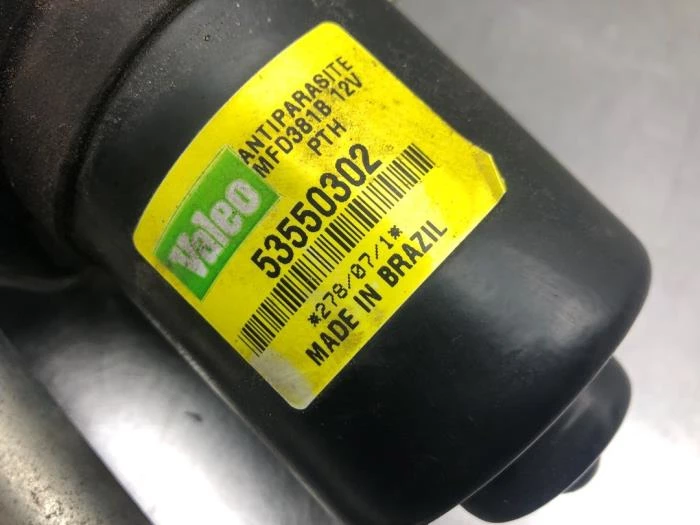 Valeo
ANTIPARASITE
MFD381B 12V
PTH
53550302
*278/07/1*
MADE IN BRAZIL